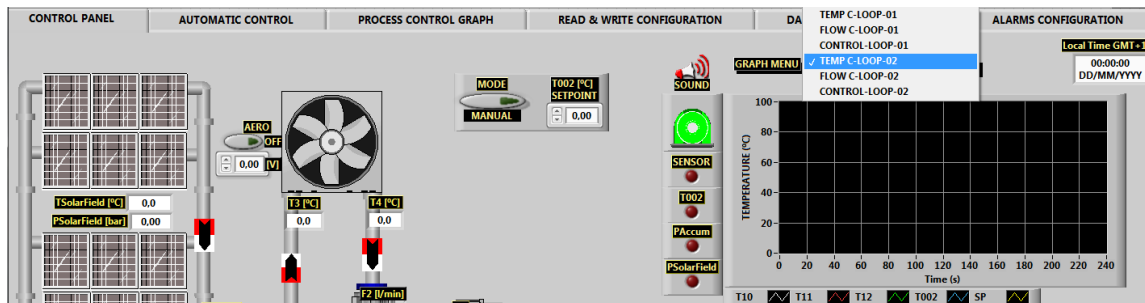 CONTROL PANEL
AUTOMATIC CONTROL
PROCESS CONTROL GRAPH
READ & WRITE CONFIGURATION
DA
ALARMS CONFIGURATION
TEMP C-LOOP-01
FLOW C-LOOP-01
CONTROL-LOOP-01
✓ TEMP C-LOOP-02
FLOW C-LOOP-02
CONTROL-LOOP-02
Local Time GMT+1
00:00:00
DD/MM/YYYY
GRAPH MENU
SOUND
MODE
MANUAL
T002 [ºC]
SETPOINT
0,00
AERO
OFF
0,00 [V]
TSolarField [ºC] 0,0
PSolarField [bar] 0,00
T3 [ºC]
0,0
T4 [ºC]
0,0
F2 [l/min]
SENSOR
T002
PAccum
PSolarField
TEMPERATURE (ºC)
100
80
60
40
20
0
0 20 40 60 80 100 120 140 160 180 200 220 240
Time (s)
T10 T11 T12 T002 SP